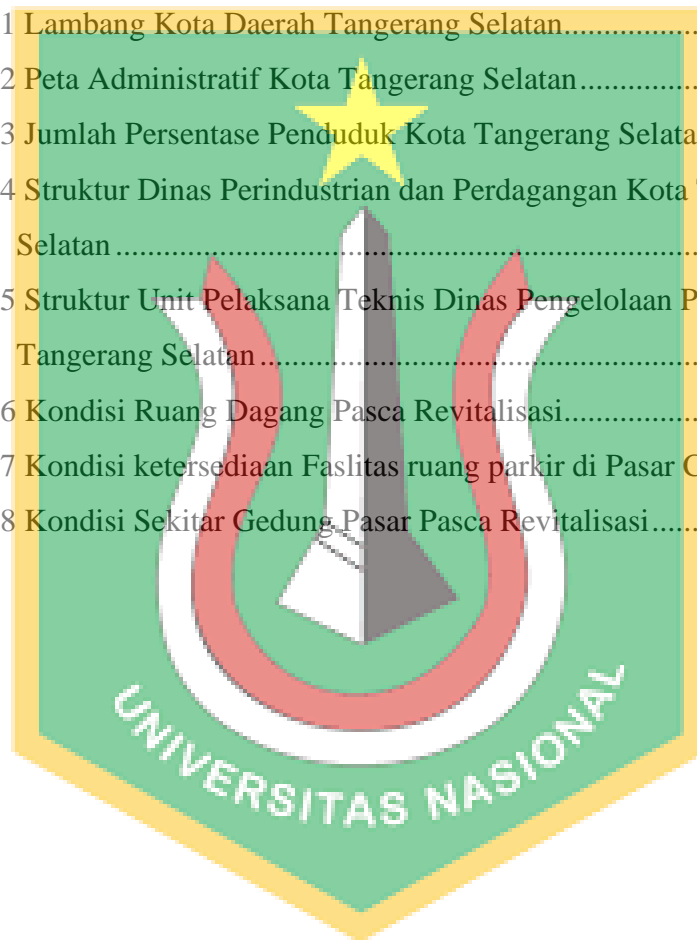 1 Lambang Kota Daerah Tangerang Selatan.................
2 Peta Administratif Kota Tangerang Selatan...............
3 Jumlah Persentase Penduduk Kota Tangerang
4 Struktur Dinas Perindustrian dan Perdagangan Kota
Selatan.........................................................................
5 Struktur Unit Pelaksana Teknis Dinas Pengelolaan
Tangerang Selatan.....................................................
6 Kondisi Ruang Dagang Pasca Revitalisasi.................
7 Kondisi ketersediaan Faslitas ruang parkir di Pasar
8 Kondisi Sekitar Gedung Pasar Pasca Revitalisasi......
UNIVERSITAS NASIONAL